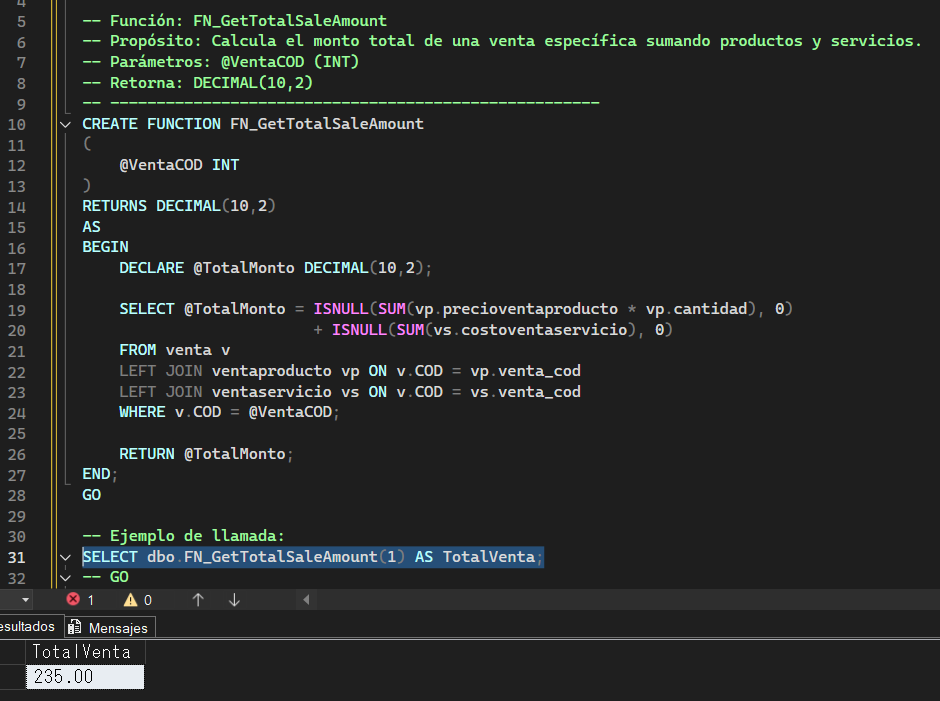 4
5 -- Función: FN_GetTotalSaleAmount
6 -- Propósito: Calcula el monto total de una venta específica sumando productos y servicios.
7 -- Parámetros: @VentaCOD (INT)
8 -- Retorna: DECIMAL(10,2)
9 -- -----------------------------------------------------
10 CREATE FUNCTION FN_GetTotalSaleAmount
11 (
12     @VentaCOD INT
13 )
14 RETURNS DECIMAL(10,2)
15 AS
16 BEGIN
17     DECLARE @TotalMonto DECIMAL(10,2);
18
19     SELECT @TotalMonto = ISNULL(SUM(vp.precioventaproducto * vp.cantidad), 0)
20                          + ISNULL(SUM(vs.costoventaservicio), 0)
21     FROM venta v
22     LEFT JOIN ventaproducto vp ON v.COD = vp.venta_cod
23     LEFT JOIN ventaservicio vs ON v.COD = vs.venta_cod
24     WHERE v.COD = @VentaCOD;
25
26     RETURN @TotalMonto;
27 END;
28 GO
29
30 -- Ejemplo de llamada:
31 SELECT dbo.FN_GetTotalSaleAmount(1) AS TotalVenta;
32 -- GO
1 0
esultados Mensajes
TotalVenta
235.00